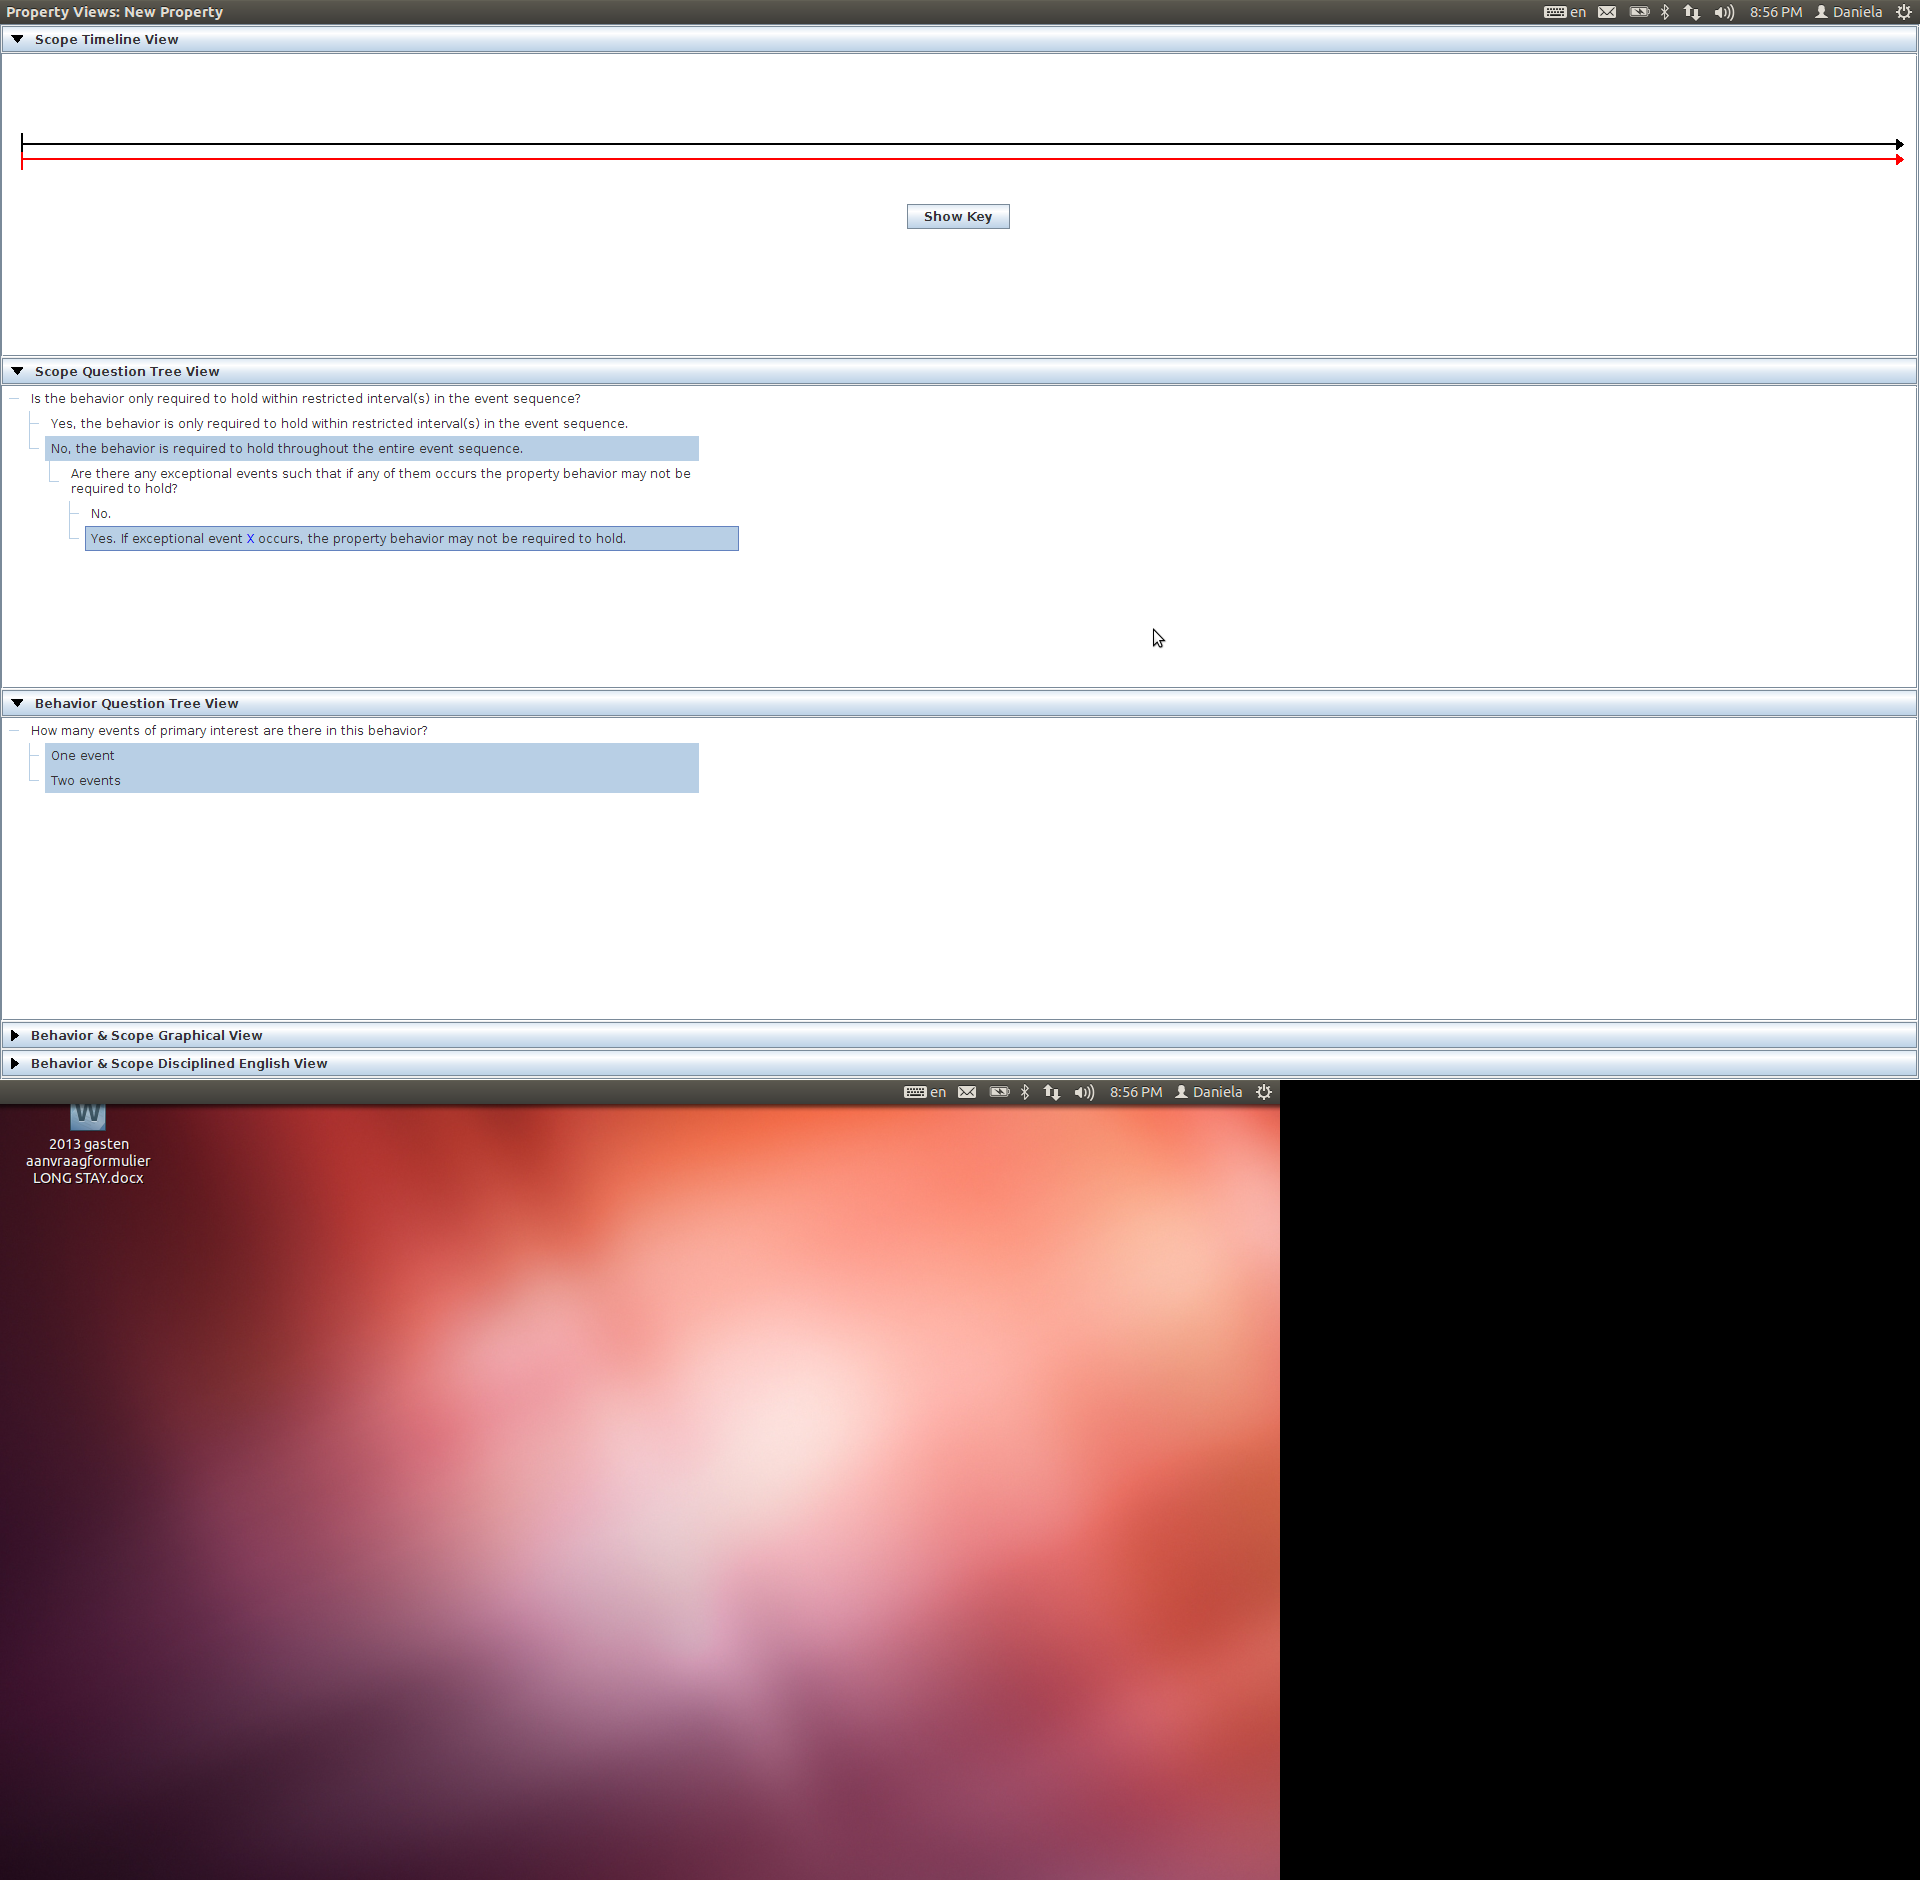 Property Views: New Property
en 8:56 PM Daniela
Scope Timeline View
Show Key
Scope Question Tree View
Is the behavior only required to hold within restricted interval(s) in the event sequence?
Yes, the behavior is only required to hold within restricted interval(s) in the event sequence.
No, the behavior is required to hold throughout the entire event sequence.
Are there any exceptional events such that if any of them occurs the property behavior may not be
required to hold?
No.
Yes. If exceptional event X occurs, the property behavior may not be required to hold.
Behavior Question Tree View
How many events of primary interest are there in this behavior?
One event
Two events
Behavior & Scope Graphical View
Behavior & Scope Disciplined English View
en 8:56 PM Daniela
W
2013 gasten
aanvraagformulier
LONG STAY.docx